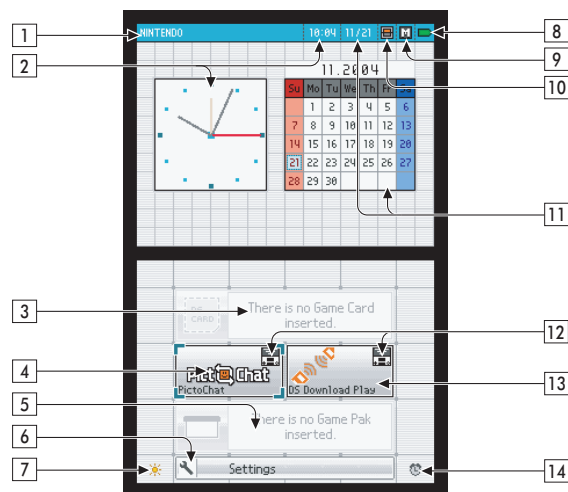 1 NINTENDO 10:04 11/21 M 8
2
9
10
11.2004
Su Mo Tu We Th Fr Sa
1 2 3 4 5 6
7 8 9 10 11 12 13
14 15 16 17 18 19 20
21 22 23 24 25 26 27
28 29 30
11
3 DS CARD There is no Game Card
inserted.
12
4 PictoChat
PictoChat DS Download Play
13
5 There is no Game Pak
inserted.
6
7 Settings 14